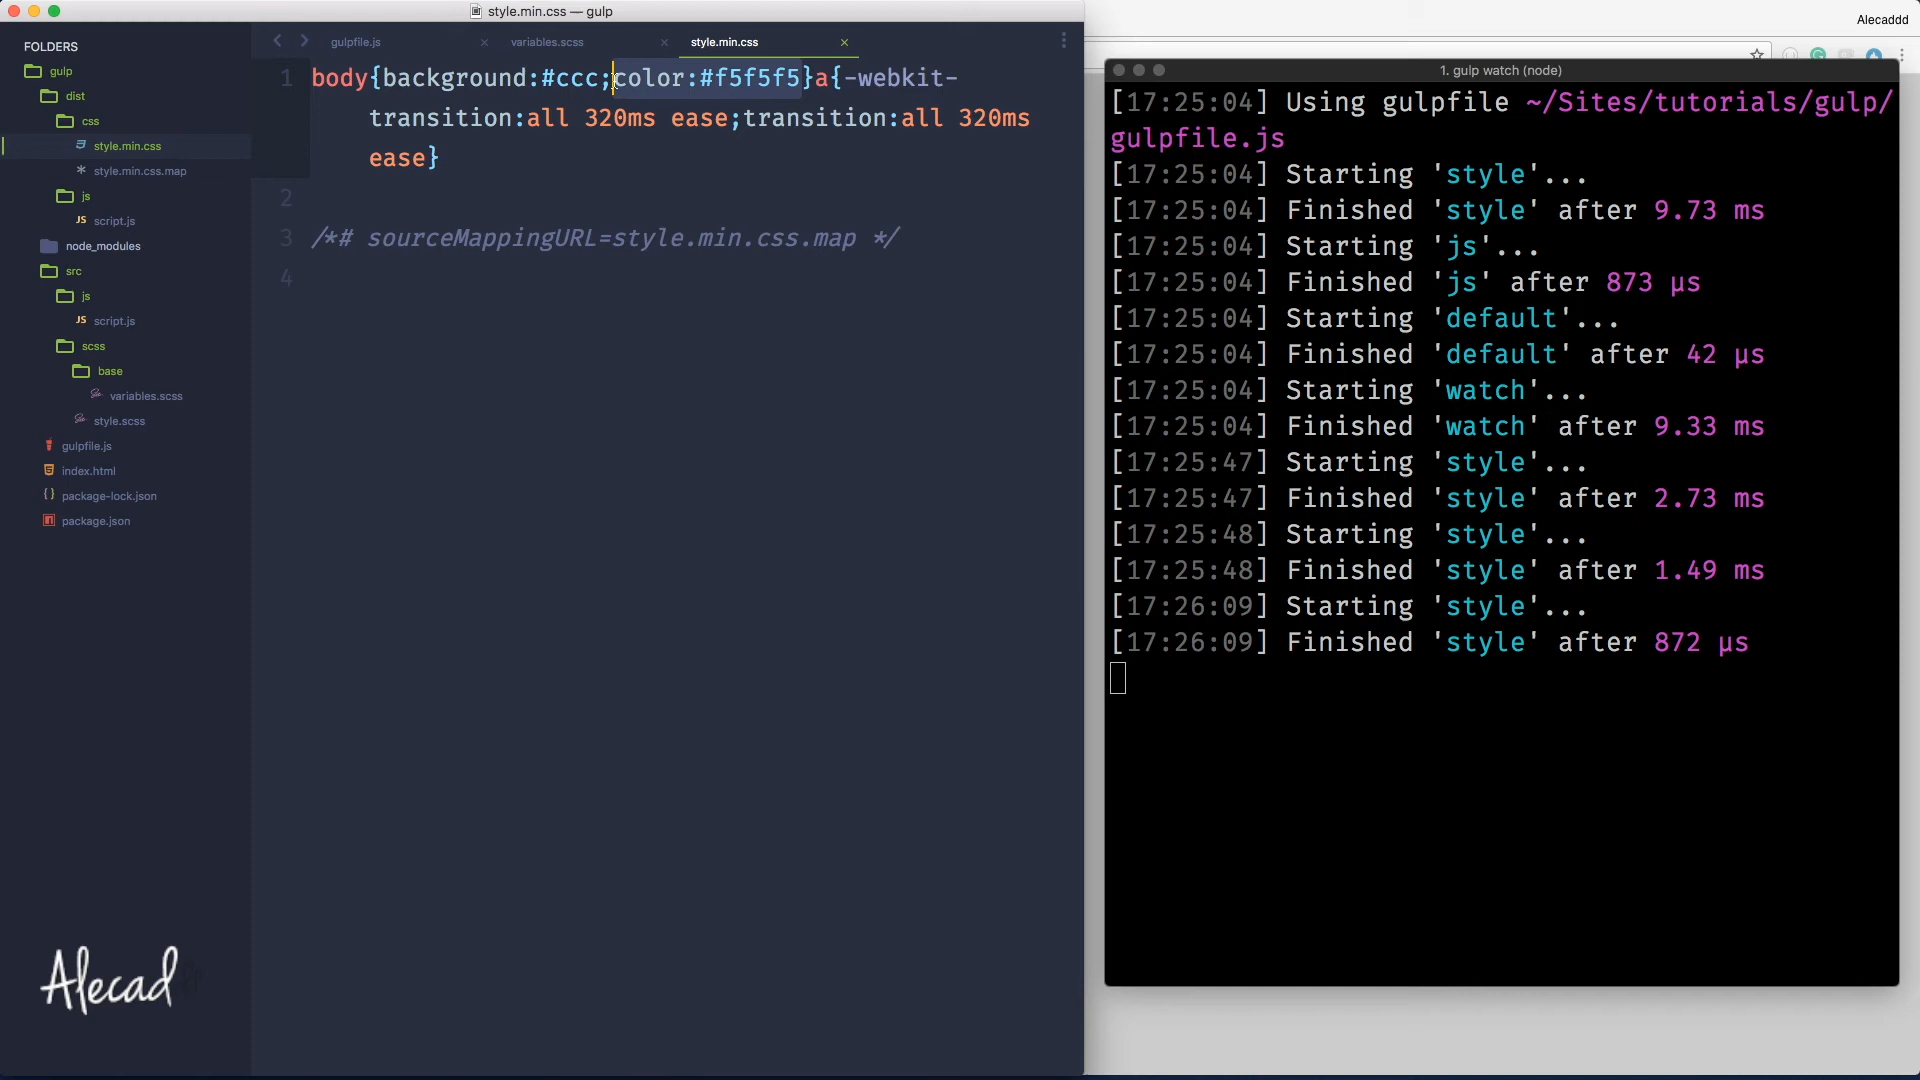 style.min.css — gulp
Alecaddd
FOLDERS
gulp
dist
css
style.min.css
style.min.css.map
js
JS script.js
node_modules
src
js
JS script.js
scss
base
variables.scss
style.scss
gulpfile.js
index.html
package-lock.json
package.json
gulpfile.js
variables.scss
style.min.css
1 body{background:#ccc;color:#f5f5f5}a{-webkit-
transition:all 320ms ease;transition:all 320ms
ease}
2
3 /*# sourceMappingURL=style.min.css.map */
4
1. gulp watch (node)
[17:25:04] Using gulpfile ~/Sites/tutorials/gulp/
gulpfile.js
[17:25:04] Starting 'style'...
[17:25:04] Finished 'style' after 9.73 ms
[17:25:04] Starting 'js'...
[17:25:04] Finished 'js' after 873 μs
[17:25:04] Starting 'default'...
[17:25:04] Finished 'default' after 42 μs
[17:25:04] Starting 'watch'...
[17:25:04] Finished 'watch' after 9.33 ms
[17:25:47] Starting 'style'...
[17:25:47] Finished 'style' after 2.73 ms
[17:25:48] Starting 'style'...
[17:25:48] Finished 'style' after 1.49 ms
[17:26:09] Starting 'style'...
[17:26:09] Finished 'style' after 872 μs
Alecad